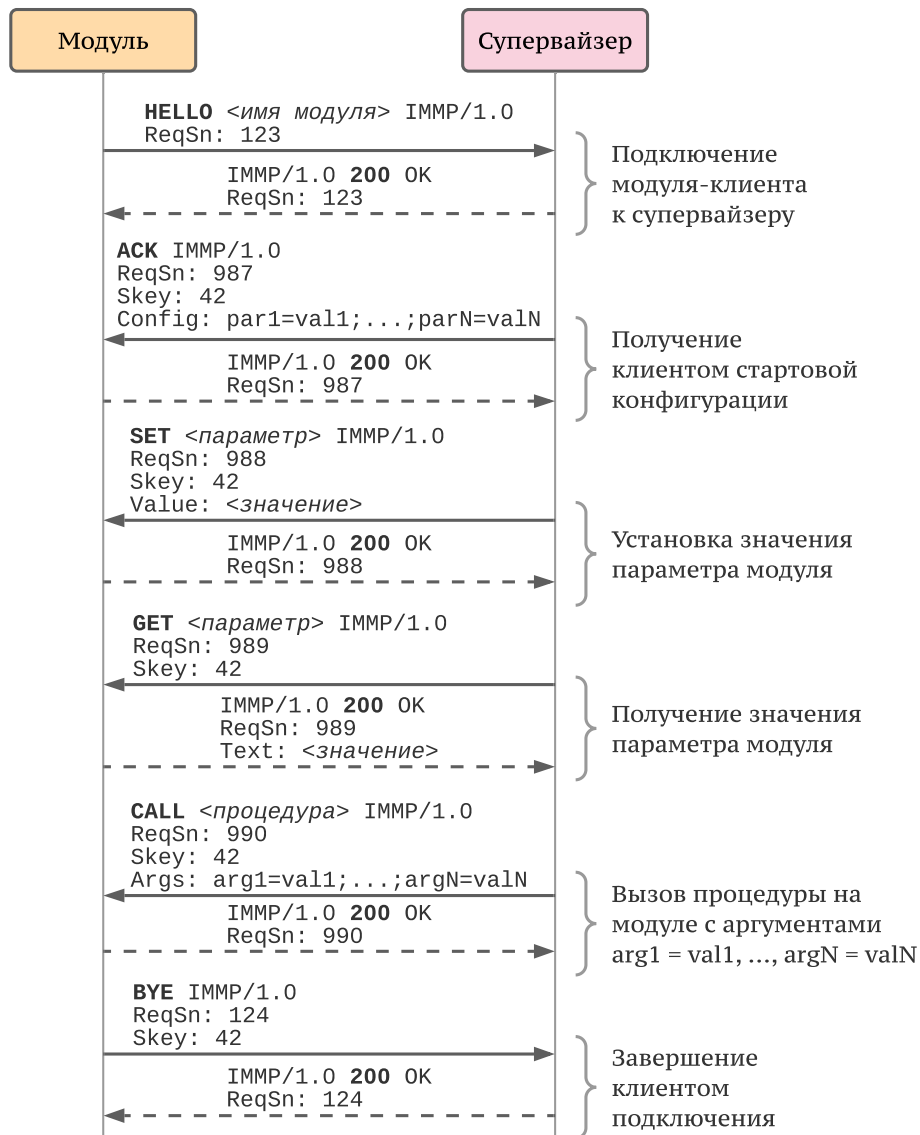 Модуль
Супервайзер
HELLO <имя модуля> IMMP/1.0
ReqSn: 123
IMMP/1.0 200 OK
ReqSn: 123
Подключение
модуля-клиента
к супервайзеру
ACK IMMP/1.0
ReqSn: 987
Skey: 42
Config: par1=val1;...;parN=valN
IMMP/1.0 200 OK
ReqSn: 987
Получение
клиентом стартовой
конфигурации
SET <параметр> IMMP/1.0
ReqSn: 988
Skey: 42
Value: <значение>
IMMP/1.0 200 OK
ReqSn: 988
Установка значения
параметра модуля
GET <параметр> IMMP/1.0
ReqSn: 989
Skey: 42
IMMP/1.0 200 OK
ReqSn: 989
Text: <значение>
Получение значения
параметра модуля
CALL <процедура> IMMP/1.0
ReqSn: 990
Skey: 42
Args: arg1=val1;...;argN=valN
IMMP/1.0 200 OK
ReqSn: 990
Вызов процедуры на
модуле с аргументами
arg1 = val1, ..., argN = valN
BYE IMMP/1.0
ReqSn: 124
Skey: 42
IMMP/1.0 200 OK
ReqSn: 124
Завершение
клиентом
подключения